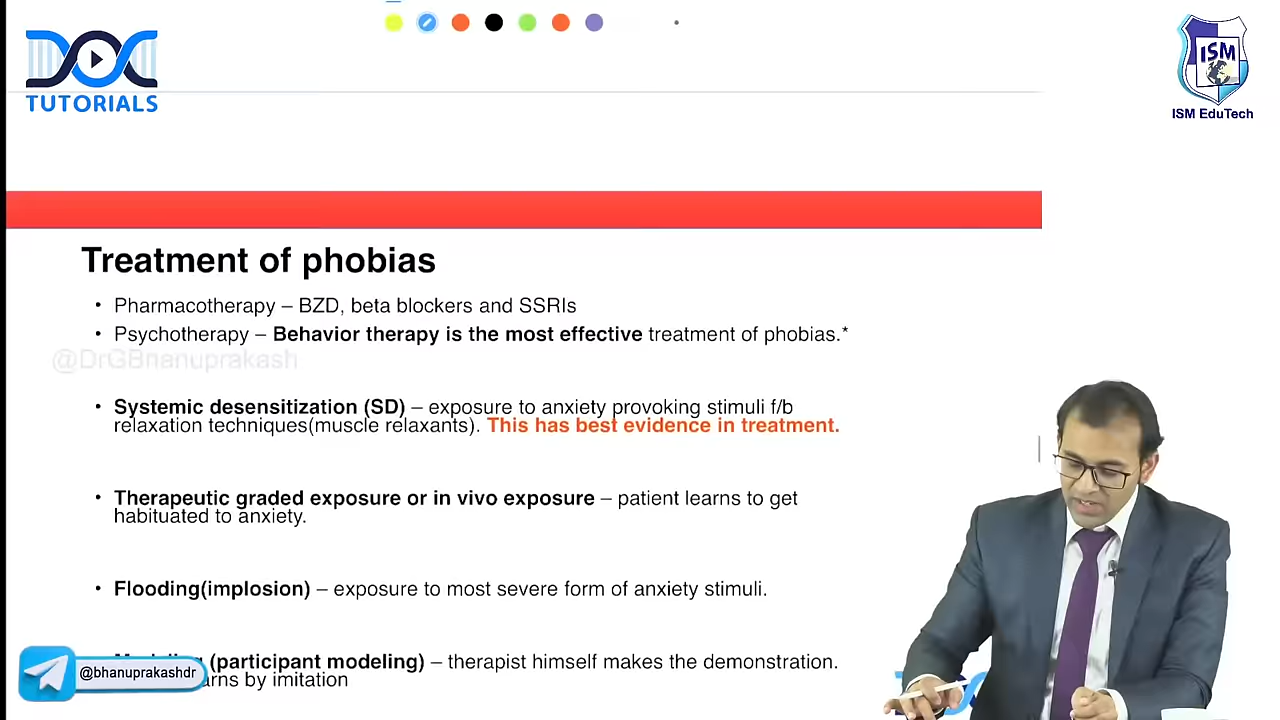 DOC
TUTORIALS
ISM
ISM EduTech
Treatment of phobias
• Pharmacotherapy – BZD, beta blockers and SSRIs
• Psychotherapy – Behavior therapy is the most effective treatment of phobias.*
@DrGBhanuprakash
• Systemic desensitization (SD) – exposure to anxiety provoking stimuli f/b
relaxation techniques(muscle relaxants). This has best evidence in treatment.
• Therapeutic graded exposure or in vivo exposure – patient learns to get
habituated to anxiety.
• Flooding(implosion) – exposure to most severe form of anxiety stimuli.
(participant modeling) – therapist himself makes the demonstration.
@bhanuprakashdr
by imitation